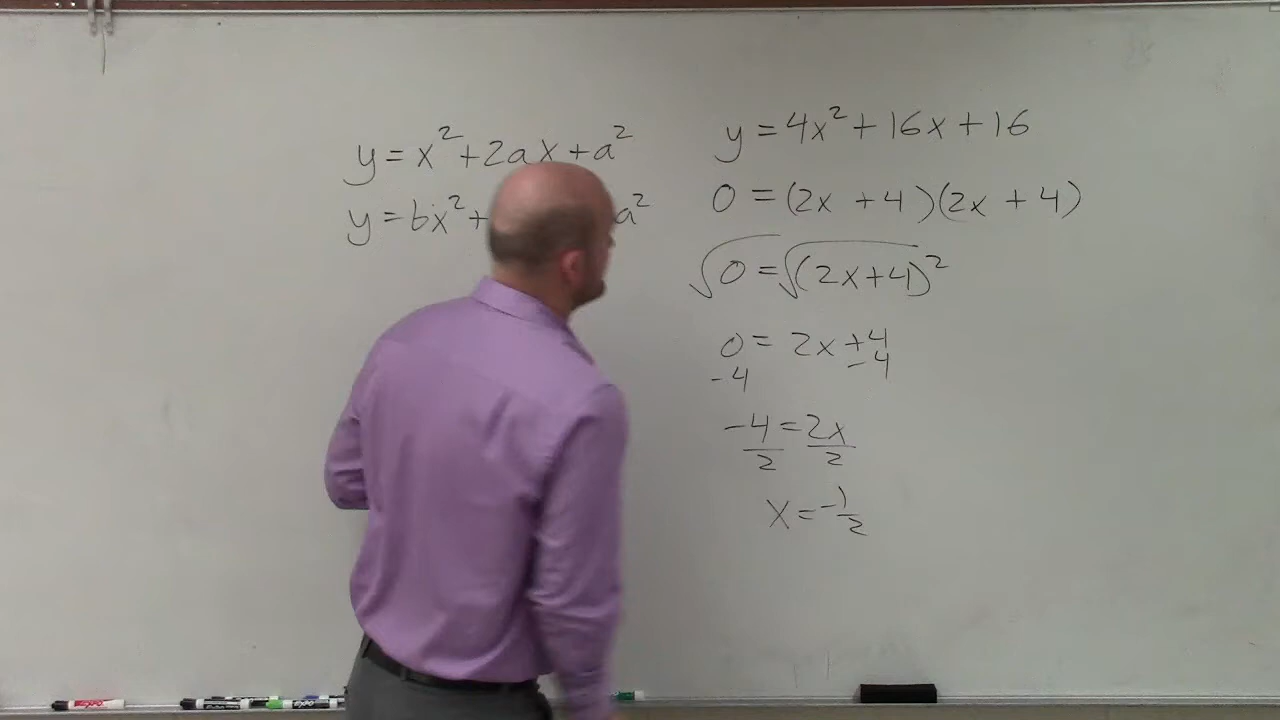 y = x² + 2ax + a²
y = bx² + a²
y = 4x² + 16x + 16
0 = (2x + 4)(2x + 4)
√0 = √(2x+4)²
0 = 2x + 4
-4 -4
-4/2 = 2x/2
x = -1/2